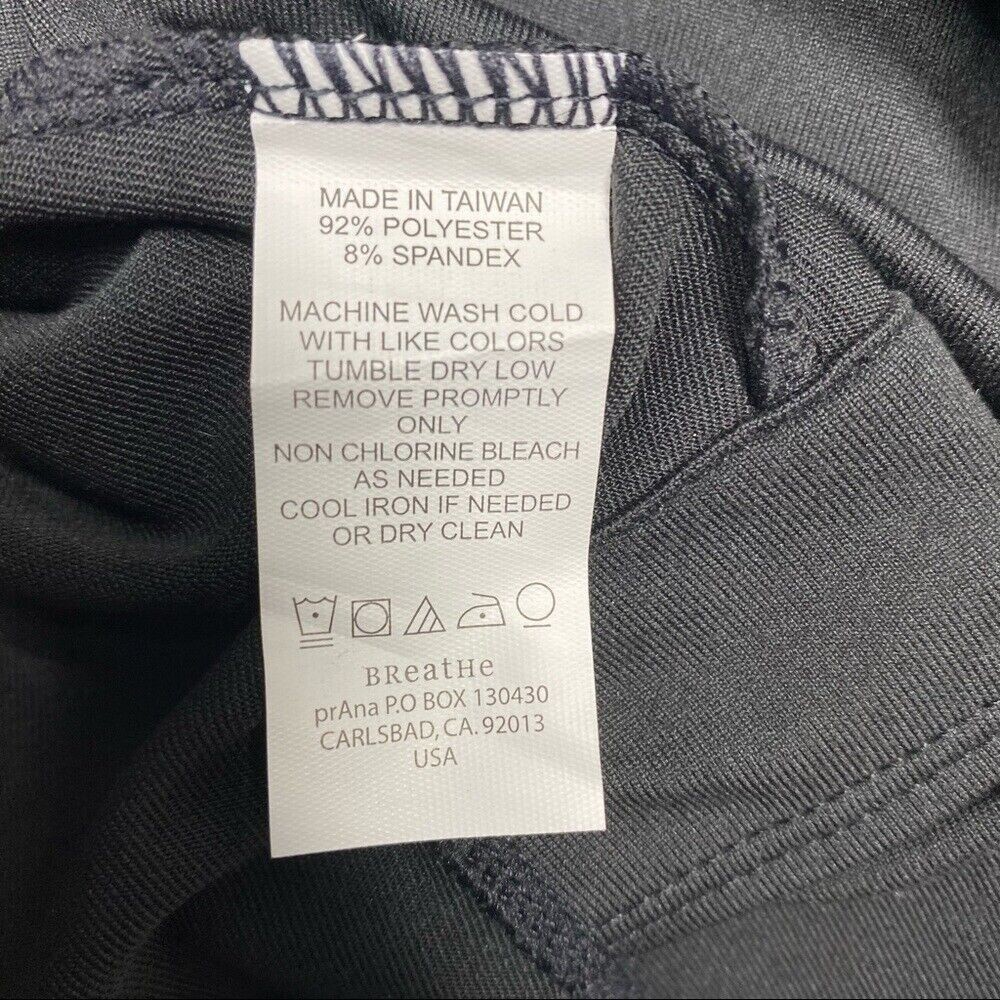 MADE IN TAIWAN
92% POLYESTER
8% SPANDEX
MACHINE WASH COLD
WITH LIKE COLORS
TUMBLE DRY LOW
REMOVE PROMPTLY
ONLY
NON CHLORINE BLEACH
AS NEEDED
COOL IRON IF NEEDED
OR DRY CLEAN
BReatHe
prAna P.O BOX 130430
CARLSBAD, CA. 92013
USA